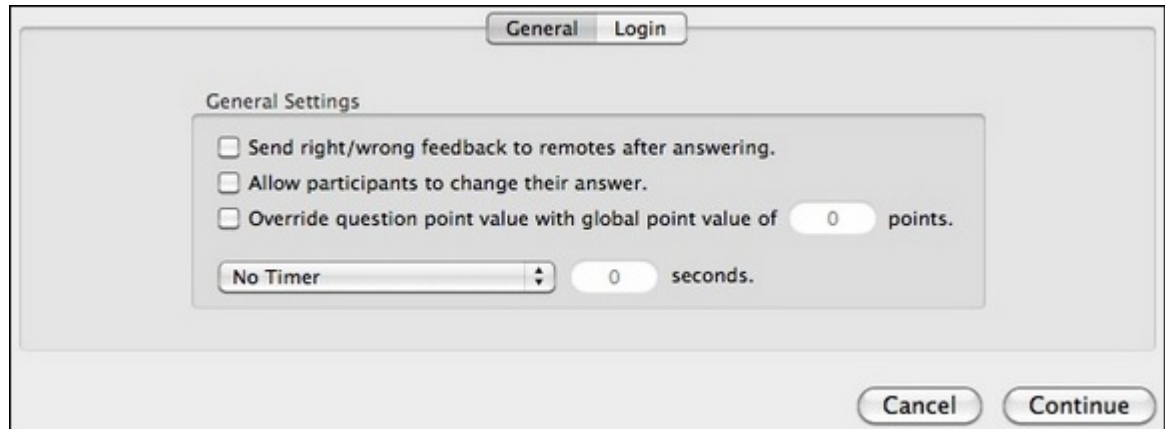 General Login
General Settings
Send right/wrong feedback to remotes after answering.
Allow participants to change their answer.
Override question point value with global point value of 0 points.
No Timer 0 seconds.
Cancel Continue